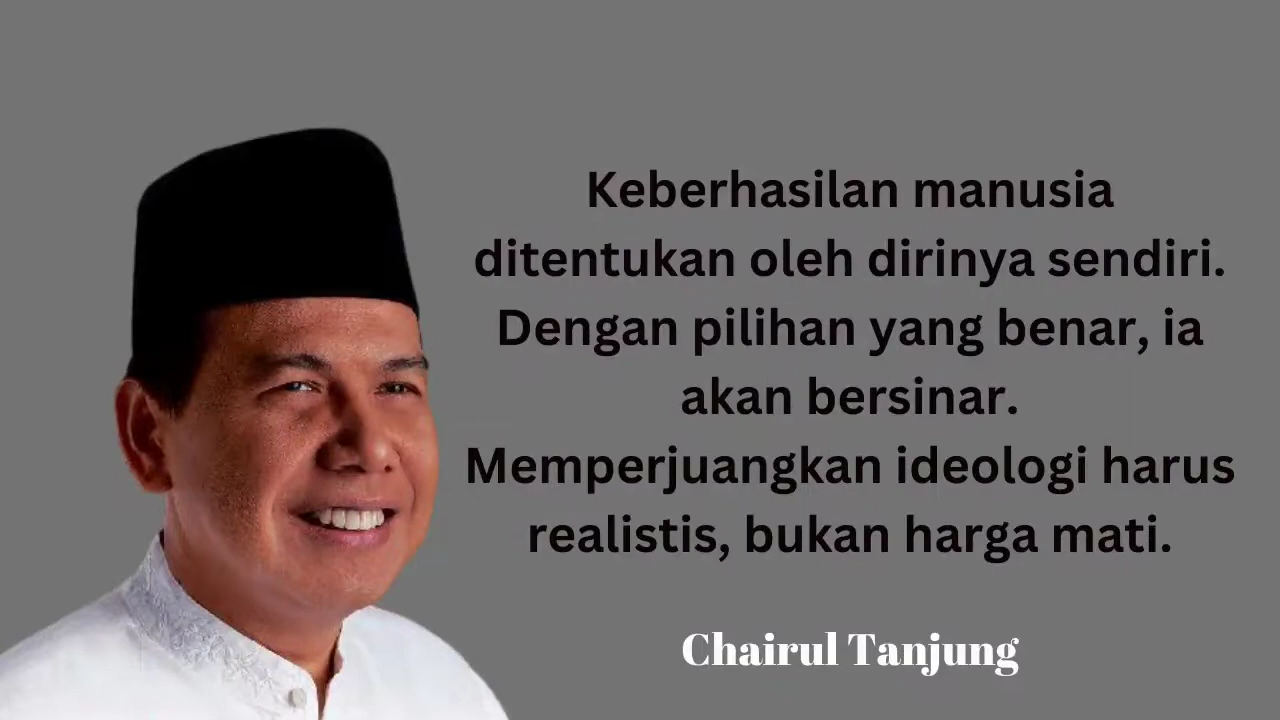 Keberhasilan manusia
ditentukan oleh dirinya sendiri.
Dengan pilihan yang benar, ia
akan bersinar.
Memperjuangkan ideologi harus
realistis, bukan harga mati.
Chairul Tanjung